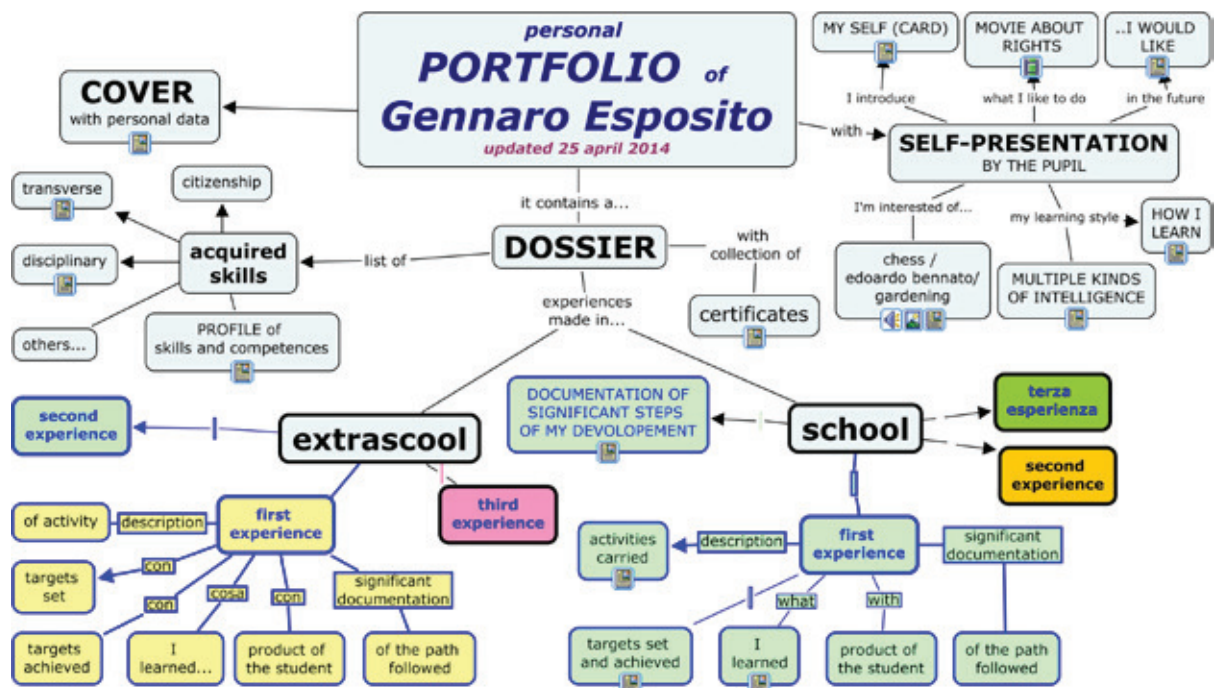 personal
PORTFOLIO of
Gennaro Esposito
updated 25 april 2014
COVER
with personal data
MY SELF (CARD)
MOVIE ABOUT
RIGHTS
..I WOULD
LIKE
I introduce
what I like to do
in the future
with
SELF-PRESENTATION
BY THE PUPIL
I'm interested of...
my learning style
HOW I
LEARN
chess /
edoardo bennato/
gardening
MULTIPLE KINDS
OF INTELLIGENCE
it contains a...
DOSSIER
list of
with
collection of
certificates
experiences
made in...
transverse
citizenship
disciplinary
acquired
skills
others...
PROFILE of
skills and competences
second
experience
extrascool
third
experience
DOCUMENTATION OF
SIGNIFICANT STEPS
OF MY DEVOLOPEMENT
school
terza
esperienza
second
experience
of activity
description
first
experience
targets
set
con
con
cosa
con
significant
documentation
targets
achieved
I
learned...
product of
the student
of the path
followed
activities
carried
description
first
experience
significant
documentation
what
with
targets set
and achieved
I
learned
product of
the student
of the path
followed